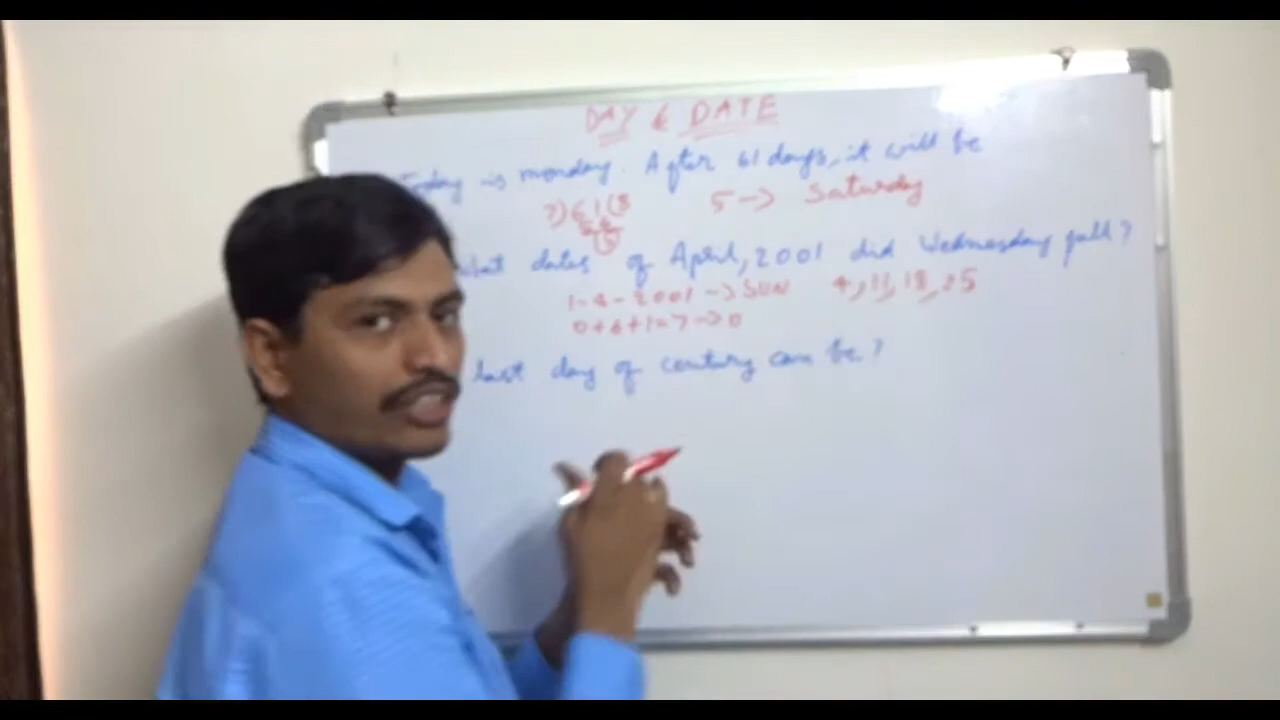 DAY & DATE
Today is monday. After 61 days, it will be
7) 61 (8 5 -> Saturday
56
5
What dates of April, 2001 did Wednesday fall?
1-4-2001 -> SUN 4, 11, 18, 25
0+6+1=7 -> 0
last day of century can be?